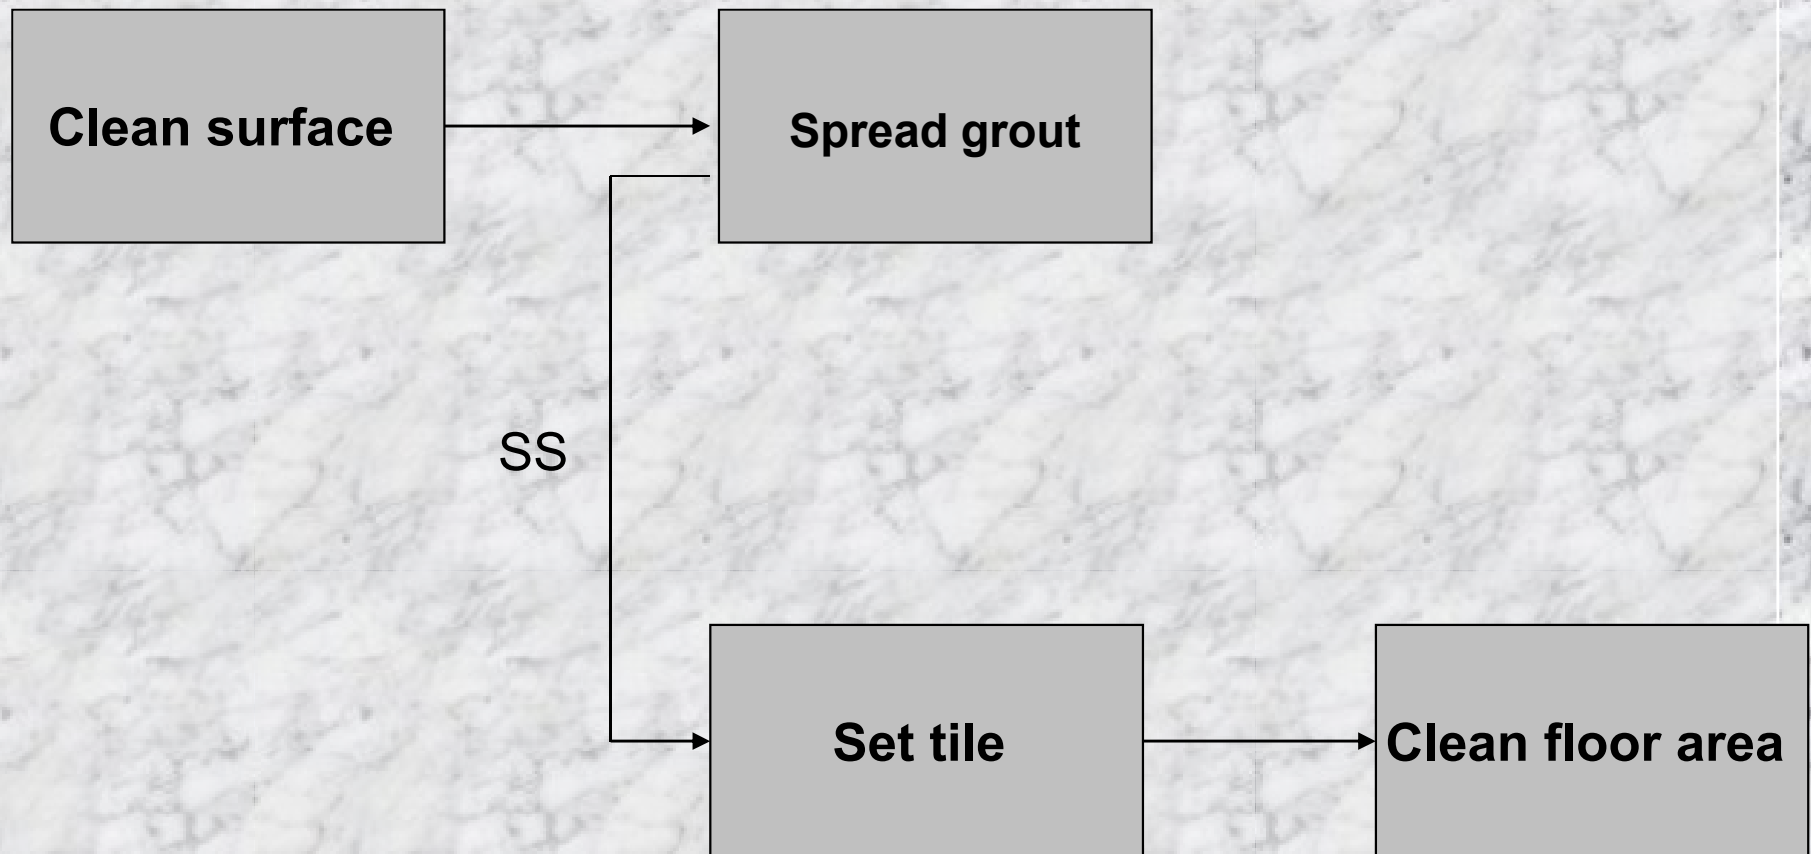 Clean surface
Spread grout
SS
Set tile
Clean floor area